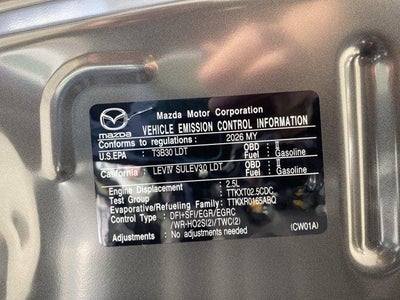 mazda
Mazda Motor Corporation
VEHICLE EMISSION CONTROL INFORMATION
Conforms to regulations : 2026 MY
U.S.EPA : T3B30 LDT OBD : II
Fuel : Gasoline
California : LEVIV SULEV30 LDT OBD : II
Fuel : Gasoline
Engine Displacement : 2.5L
Test Group : TTKXT02.5CDC
Evaporative/Refueling Family : TTKXR0165ABQ
Control Type : DFI+SFI/EGR/EGRC
/WR-HO2S(2)/TWC(2)
Adjustments : No adjustments needed.
(CW01A)